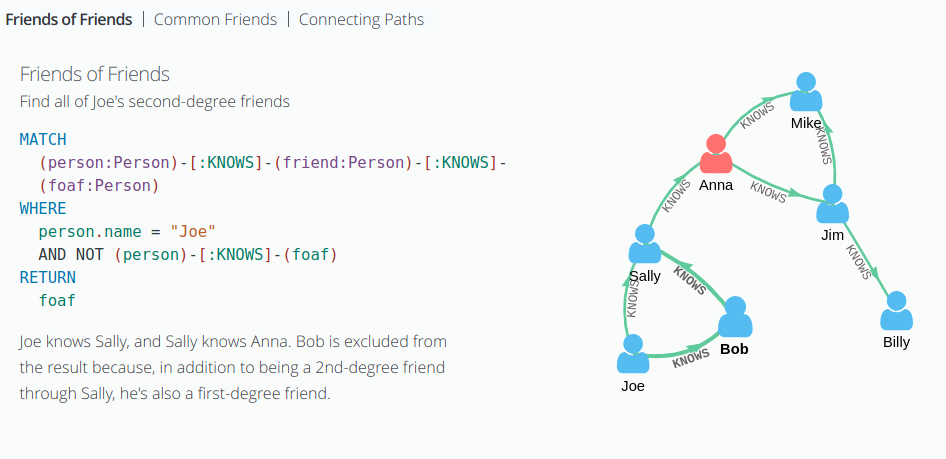 Friends of Friends | Common Friends | Connecting Paths
Friends of Friends
Find all of Joe's second-degree friends
MATCH
(person:Person)-[:KNOWS]-(friend:Person)-[:KNOWS]-
(foaf:Person)
WHERE
person.name = "Joe"
AND NOT (person)-[:KNOWS]-(foaf)
RETURN
foaf
Joe knows Sally, and Sally knows Anna. Bob is excluded from
the result because, in addition to being a 2nd-degree friend
through Sally, he's also a first-degree friend.
Mike
KNOWS
KNOWS
Anna
KNOWS
KNOWS
Jim
KNOWS
Sally
KNOWS
KNOWS
Billy
Bob
KNOWS
Joe